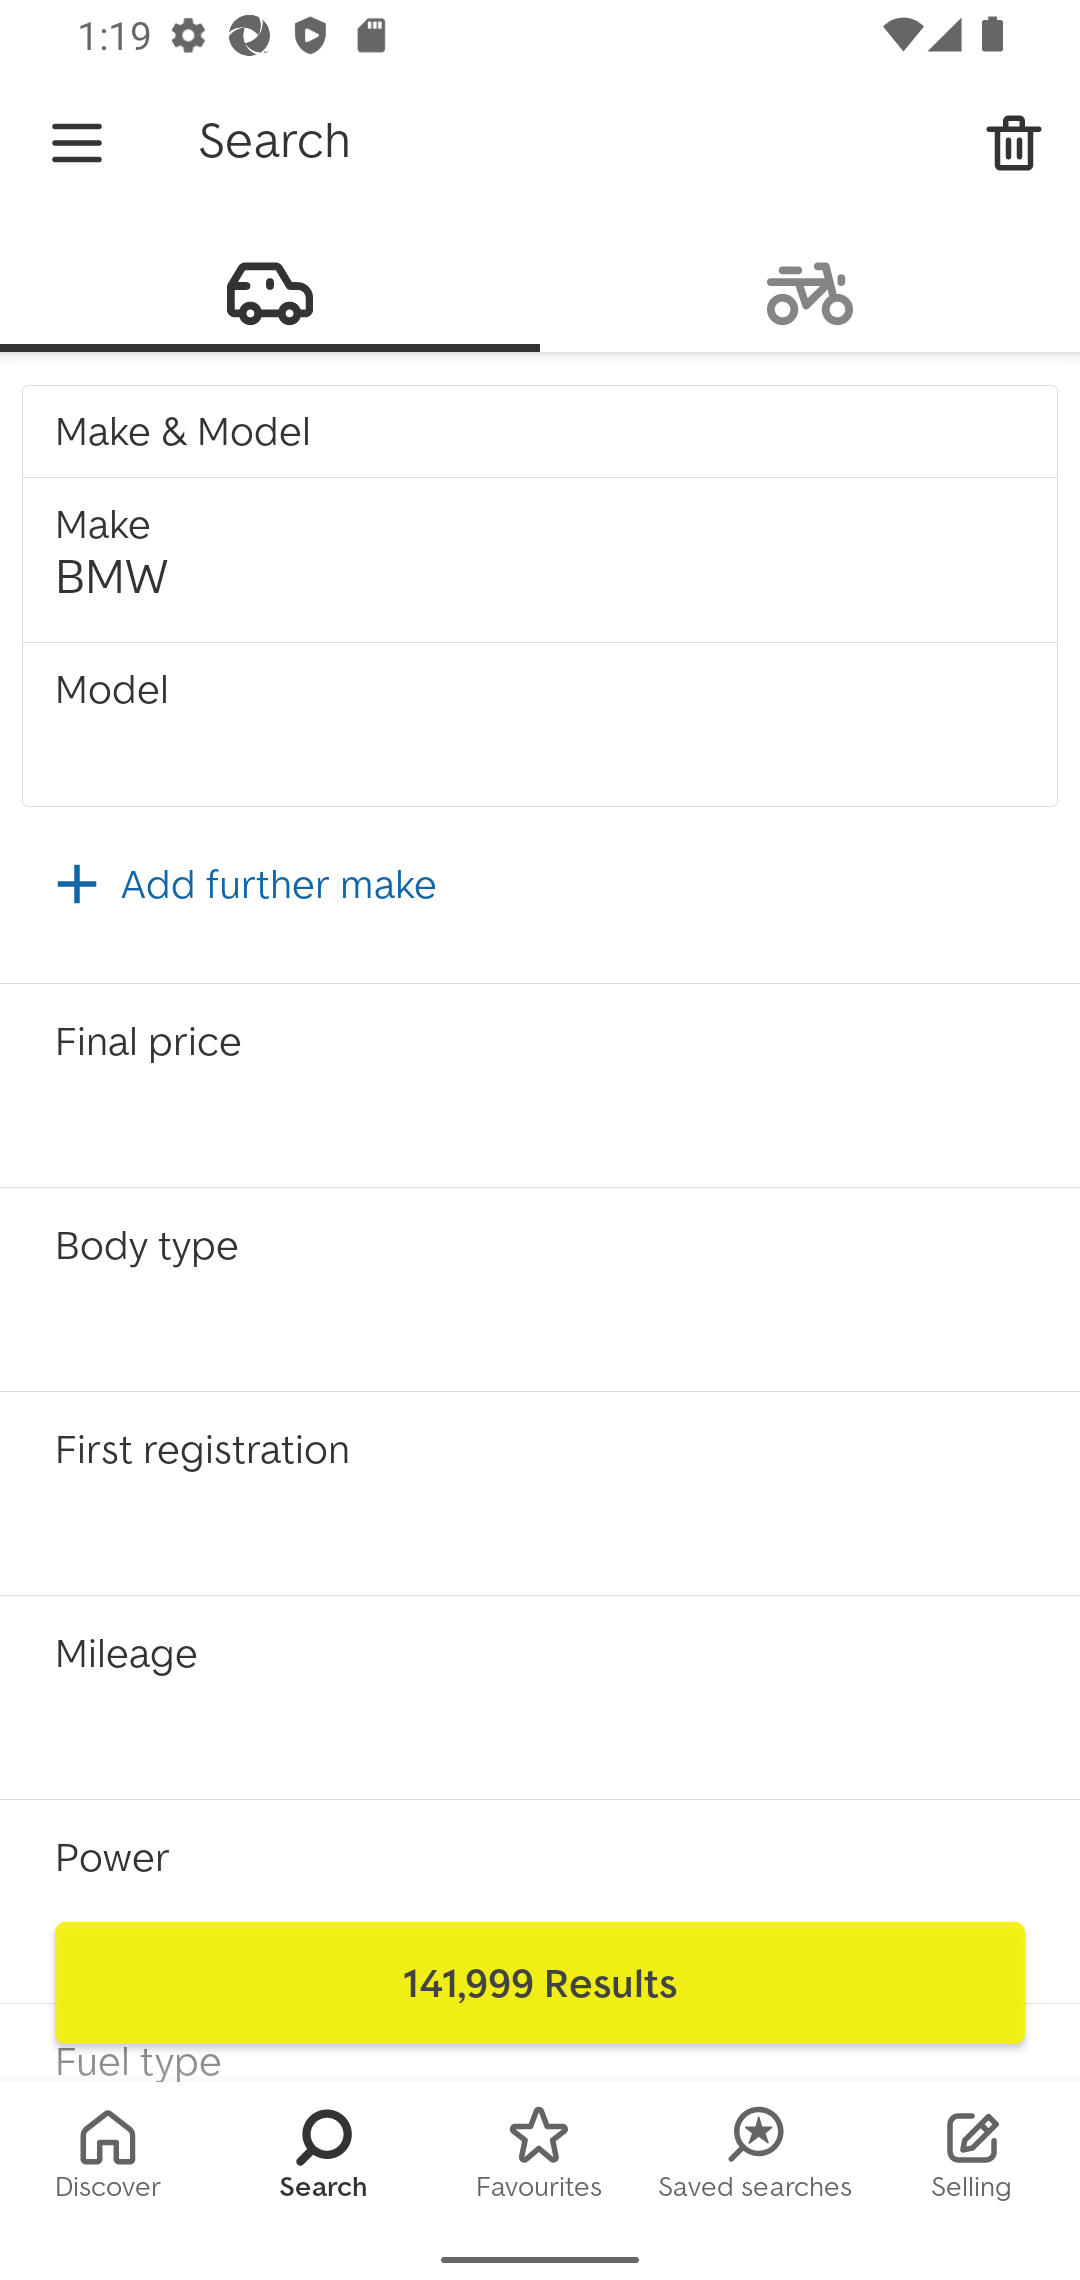 1:19
Search
Make & Model
Make
BMW
Model
Add further make
Final price
Body type
First registration
Mileage
Power
141,999 Results
Fuel type
Discover
Search
Favourites
Saved searches
Selling